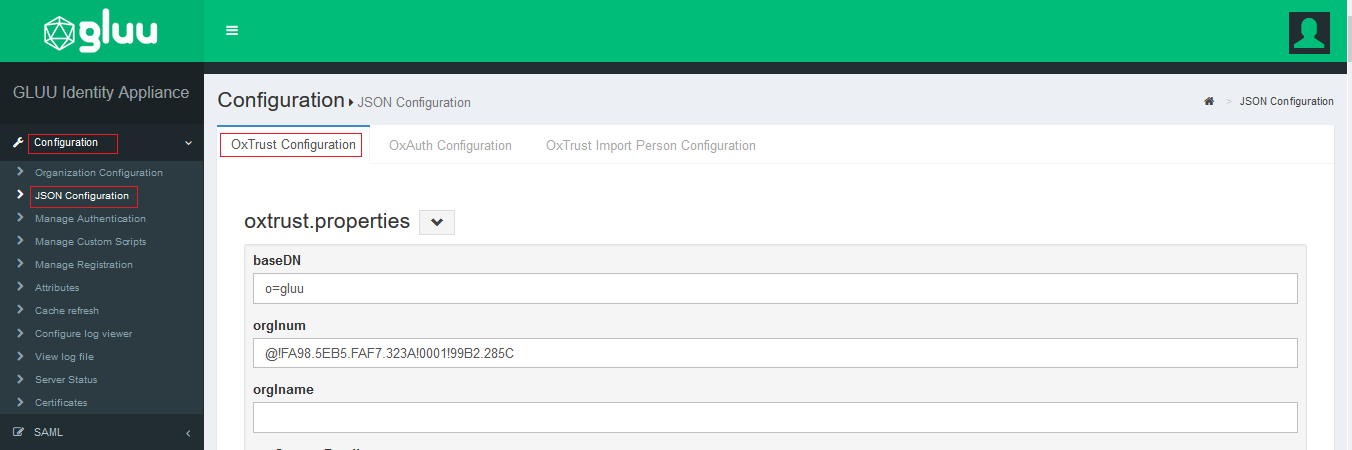 gluu
GLUU Identity Appliance
Configuration
Organization Configuration
JSON Configuration
Manage Authentication
Manage Custom Scripts
Manage Registration
Attributes
Cache refresh
Configure log viewer
View log file
Server Status
Certificates
SAML
Configuration JSON Configuration
> JSON Configuration
OxTrust Configuration OxAuth Configuration OxTrust Import Person Configuration
oxtrust.properties
baseDN
o=gluu
orgInum
@!FA98.5EB5.FAF7.323A!0001!99B2.285C
orgIname